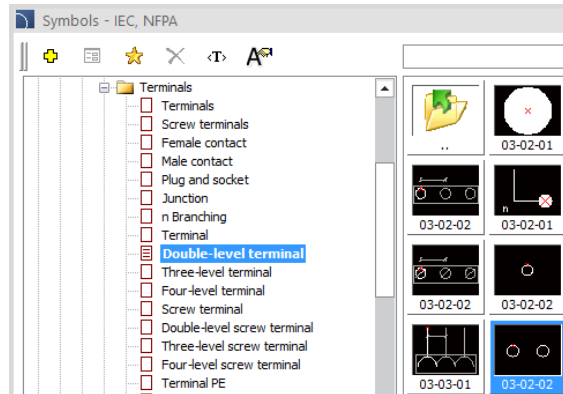 Symbols - IEC, NFPA
<T> A
Terminals
Terminals
Screw terminals
Female contact
Male contact
Plug and socket
Junction
n Branching
Terminal
Double-level terminal
Three-level terminal
Four-level terminal
Screw terminal
Double-level screw terminal
Three-level screw terminal
Four-level screw terminal
Terminal PE
..
03-02-01
n
03-02-02
03-02-01
03-02-02
03-02-02
03-03-01
03-02-02